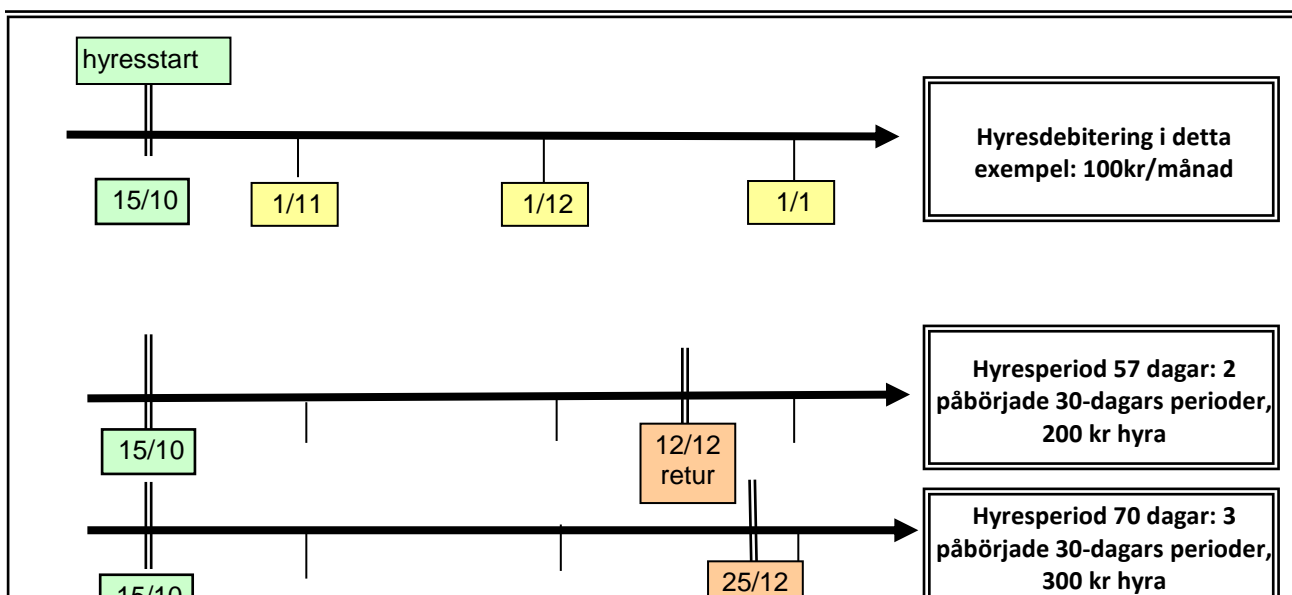 hyresstart
15/10
1/11
1/12
1/1
Hyresdebitering i detta
exempel: 100kr/månad
15/10
12/12
retur
Hyresperiod 57 dagar: 2
påbörjade 30-dagars perioder,
200 kr hyra
15/10
25/12
Hyresperiod 70 dagar: 3
påbörjade 30-dagars perioder,
300 kr hyra